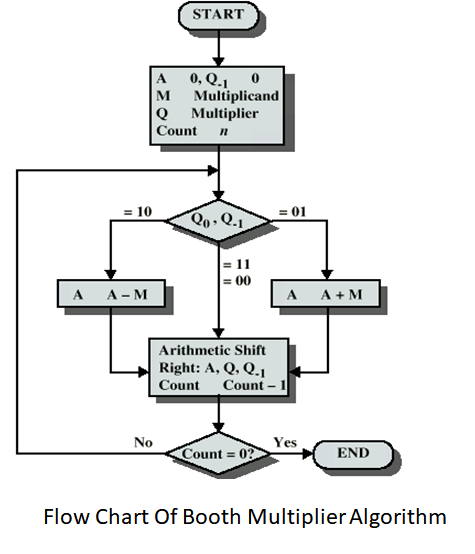 START
A 0, Q-1 0
M Multiplicand
Q Multiplier
Count n
= 10
Q0, Q-1
= 01
= 11
= 00
A A – M
A A + M
Arithmetic Shift
Right: A, Q, Q-1
Count Count – 1
No
Count = 0?
Yes
END
Flow Chart Of Booth Multiplier Algorithm